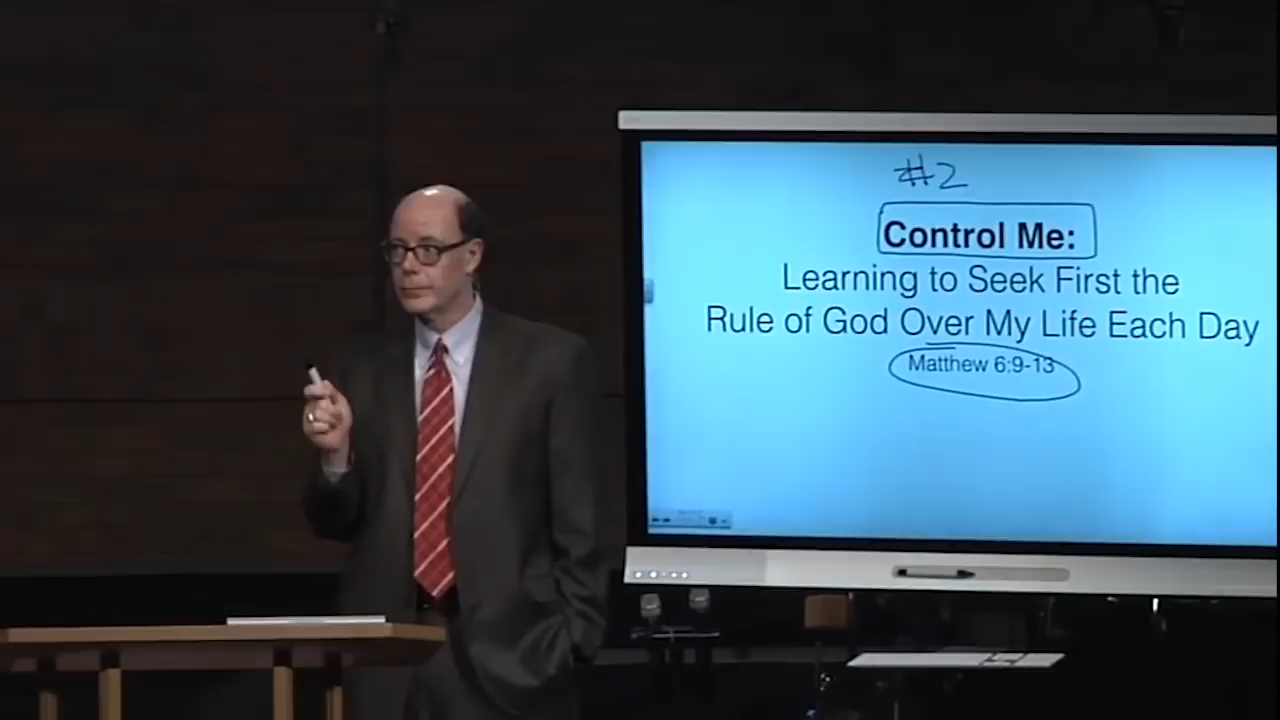 #2
Control Me:
Learning to Seek First the
Rule of God Over My Life Each Day
Matthew 6:9-13